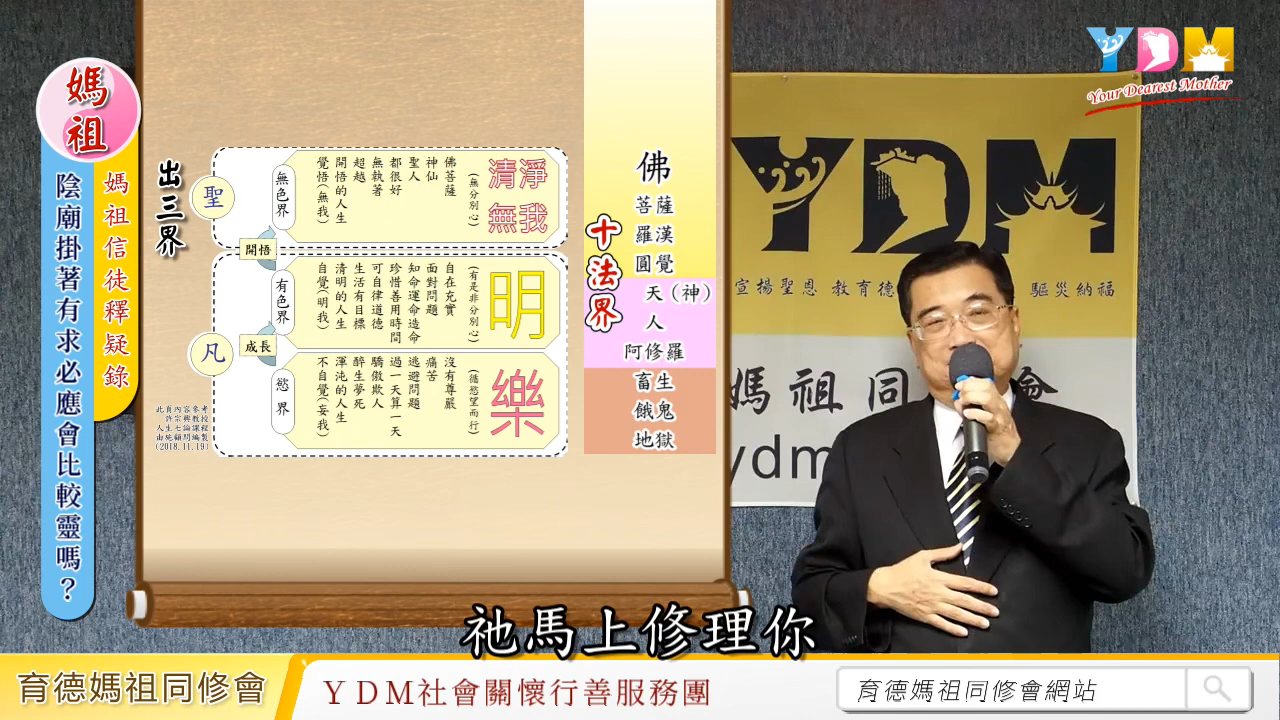 媽祖
媽祖信徒釋疑錄
陰廟掛著有求必應會比較靈嗎？
出三界
聖
凡
開悟
成長
無色界
清淨
無我
(無分別心)
佛菩薩
神仙
聖人
都很好
無執著
超越
開悟的人生
覺悟(無我)
有色界
明
(有是非分別心)
自在充實
面對問題
知命運命造命
珍惜善用時間
可自律道德
生活有目標
清明的人生
自覺(明我)
慾界
樂
(循慾望而行)
沒有尊嚴
痛苦
逃避問題
過一天算一天
驕傲欺人
醉生夢死
渾沌的人生
不自覺(妄我)
此頁內容參考
許宗興教授
人生七論課程
由施顧問編製
(2018.11.19)
十法界
佛
菩薩
羅漢
圓覺
天(神)
人
阿修羅
畜生
餓鬼
地獄
YDM
Your Dearest Mother
YDM
宣揚聖恩 教育德
驅災納福
媽祖同
會
ydm
祂馬上修理你
育德媽祖同修會
YDM社會關懷行善服務團
育德媽祖同修會網站